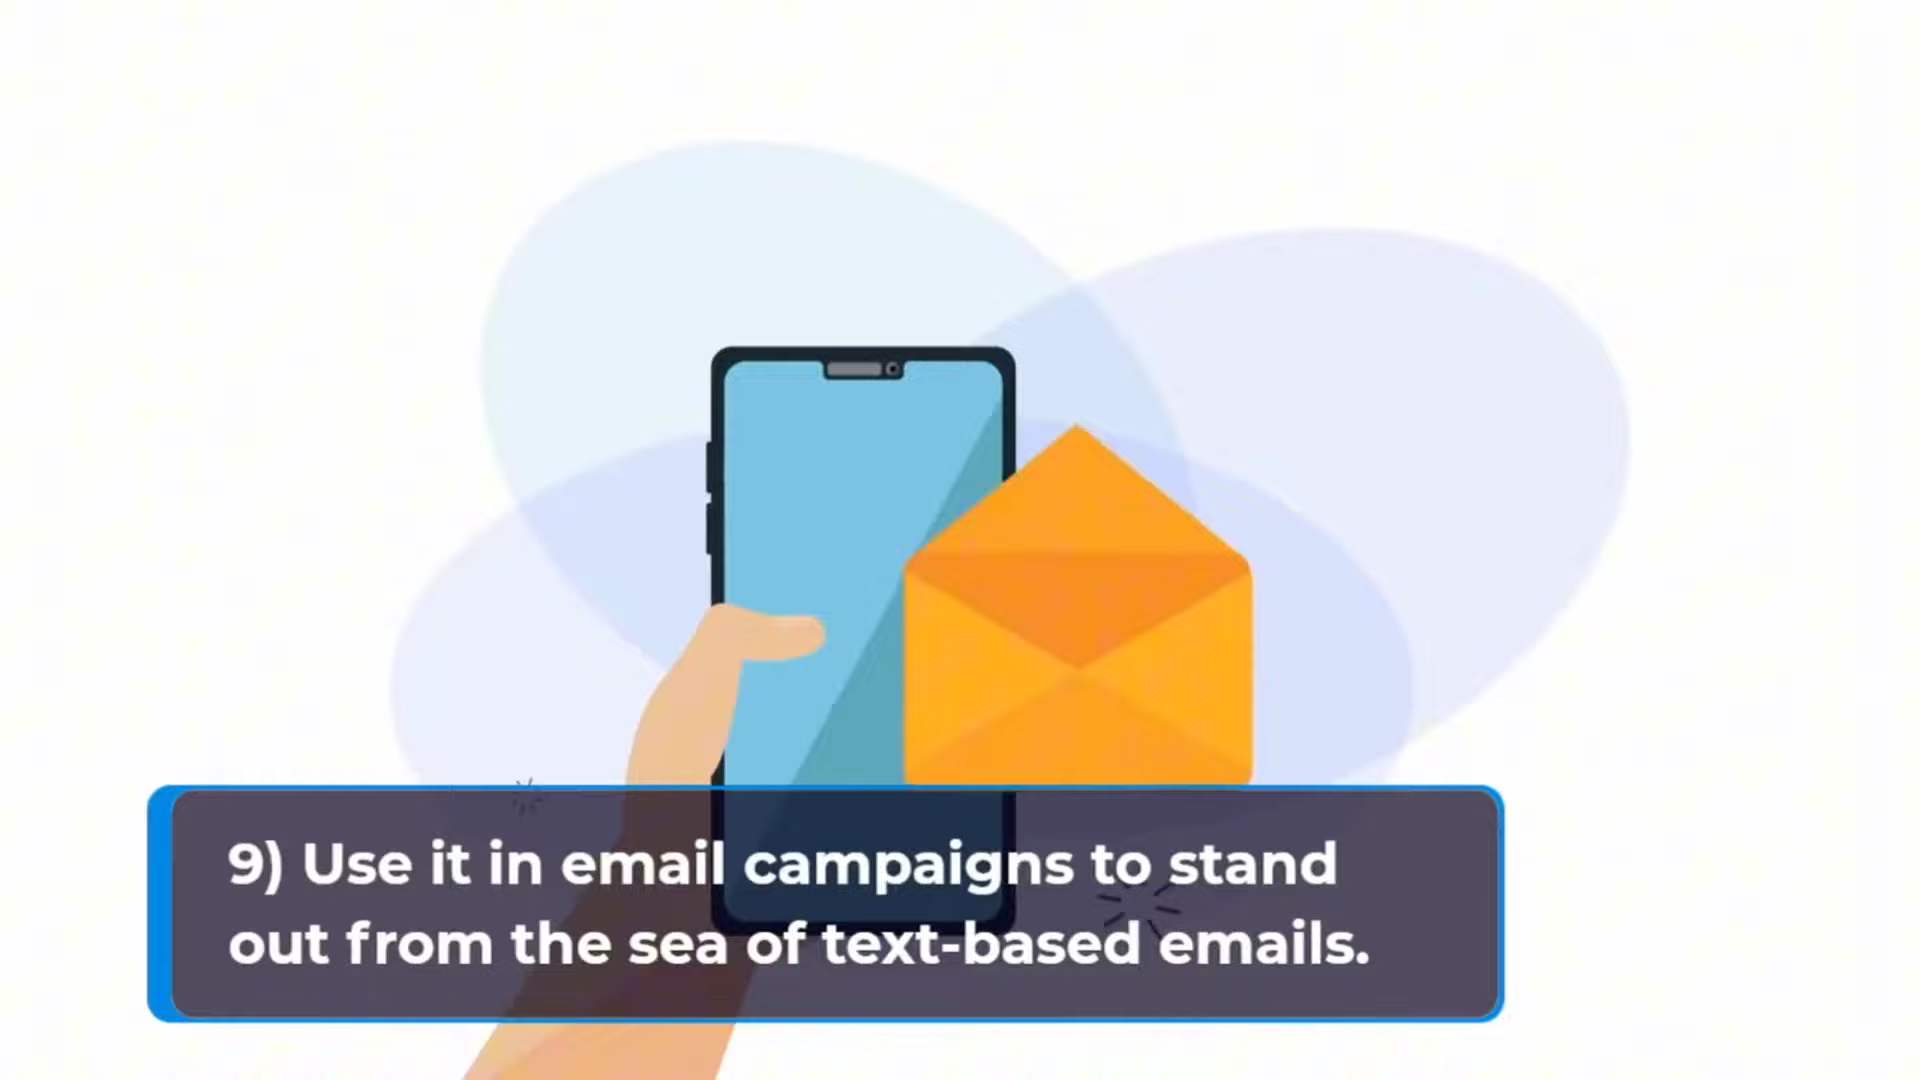 9) Use it in email campaigns to stand
out from the sea of text-based emails.